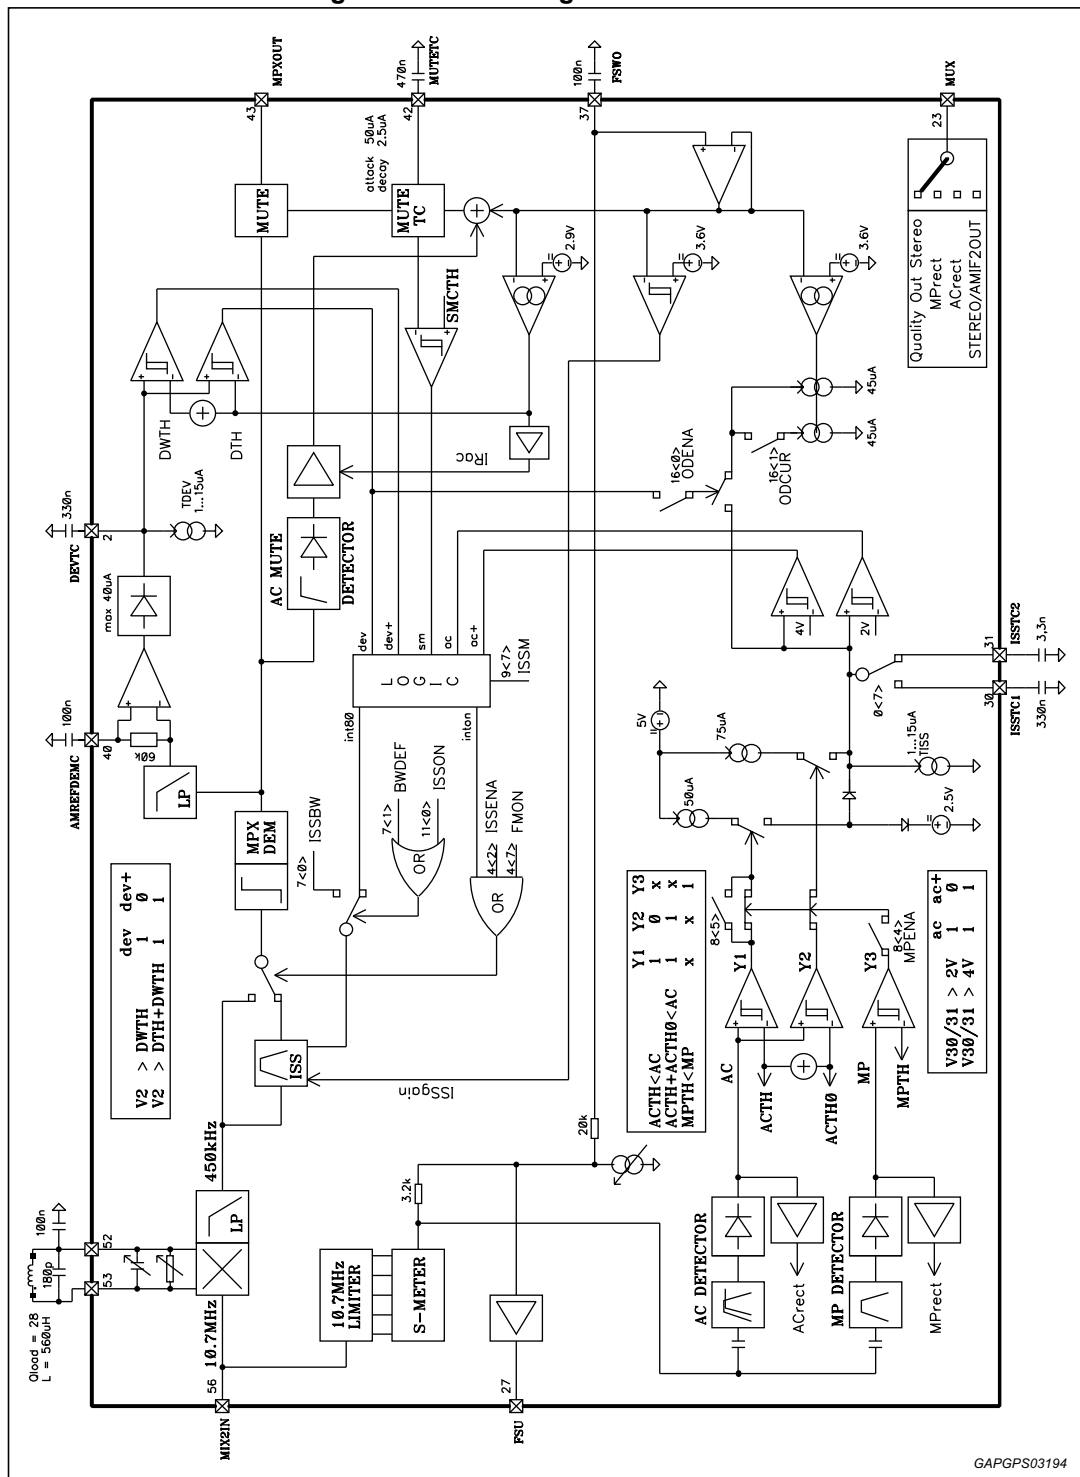 Qload = 28
L = 560uH
180p
100n
53
52
MIX2IN
56
10.7MHz
450kHz
LP
V2 > DWTH
V2 > DTH+DWTH
dev dev+
1 0
1 1
AMREFDEMC
100n
40
60k
LP
max 40uA
DEVTC
330n
2
TDEV
1...15uA
DWTH
DTH
MPX
DEM
ISS
ISSgain
7<0> ISSBW
int80
BWDEF
7<1>
ISSON
11<0>
OR
4<2> ISSENA
4<7> FMON
OR
inton
LOGIC
dev
dev+
sm
ac
ac+
9<7>
ISSM
AC MUTE
DETECTOR
IRac
SMCTH
MUTE
43
MPXOUT
MUTE
TC
attack 50uA
decay 2.5uA
42
470n
MUTETC
2.9V
3.6V
3.6V
37
100n
FSWO
10.7MHz
LIMITER
S-METER
3.2k
20k
FSU
27
16<0>
ODENA
16<1>
ODCUR
45uA
45uA
4V
2V
5V
50uA
75uA
2.5V
1...15uA
TISS
0<7>
30
ISSTC1
330n
31
ISSTC2
3,3n
Y1 Y2 Y3
ACTH<AC 1 0 x
ACTH+ACTH0<AC 1 1 x
MPTH<MP x x 1
8<5>
Y1
Y2
Y3
8<4>
MPENA
AC
ACTH
ACTH0
MP
MPTH
AC DETECTOR
ACrect
MP DETECTOR
MPrect
ac ac+
V30/31 > 2V 1 0
V30/31 > 4V 1 1
Quality Out Stereo
MPrect
ACrect
STEREO/AMIF2OUT
23
MUX
GAPGPS03194